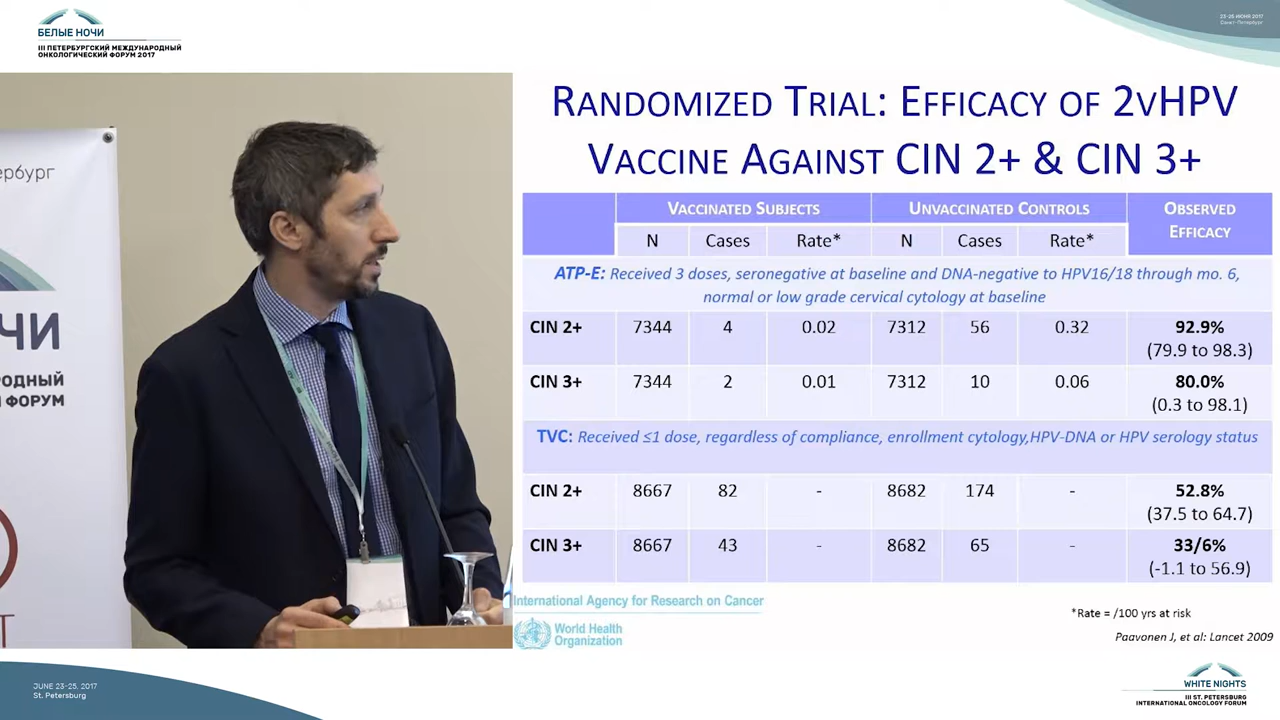 БЕЛЫЕ НОЧИ
III ПЕТЕРБУРГСКИЙ МЕЖДУНАРОДНЫЙ
ОНКОЛОГИЧЕСКИЙ ФОРУМ 2017
23-25 ИЮНЯ 2017
Санкт-Петербург
ербург
НОЧИ
РОДНЫЙ
ФОРУМ
RANDOMIZED TRIAL: EFFICACY OF 2VHPV
VACCINE AGAINST CIN 2+ & CIN 3+
VACCINATED SUBJECTS UNVACCINATED CONTROLS OBSERVED
EFFICACY
N Cases Rate* N Cases Rate*
ATP-E: Received 3 doses, seronegative at baseline and DNA-negative to HPV16/18 through mo. 6,
normal or low grade cervical cytology at baseline
CIN 2+ 7344 4 0.02 7312 56 0.32 92.9%
(79.9 to 98.3)
CIN 3+ 7344 2 0.01 7312 10 0.06 80.0%
(0.3 to 98.1)
TVC: Received ≤1 dose, regardless of compliance, enrollment cytology,HPV-DNA or HPV serology status
CIN 2+ 8667 82 - 8682 174 - 52.8%
(37.5 to 64.7)
CIN 3+ 8667 43 - 8682 65 - 33/6%
(-1.1 to 56.9)
International Agency for Research on Cancer
World Health
Organization
*Rate = /100 yrs at risk
Paavonen J, et al: Lancet 2009
JUNE 23-25, 2017
St. Petersburg
WHITE NIGHTS
III ST. PETERSBURG
INTERNATIONAL ONCOLOGY FORUM